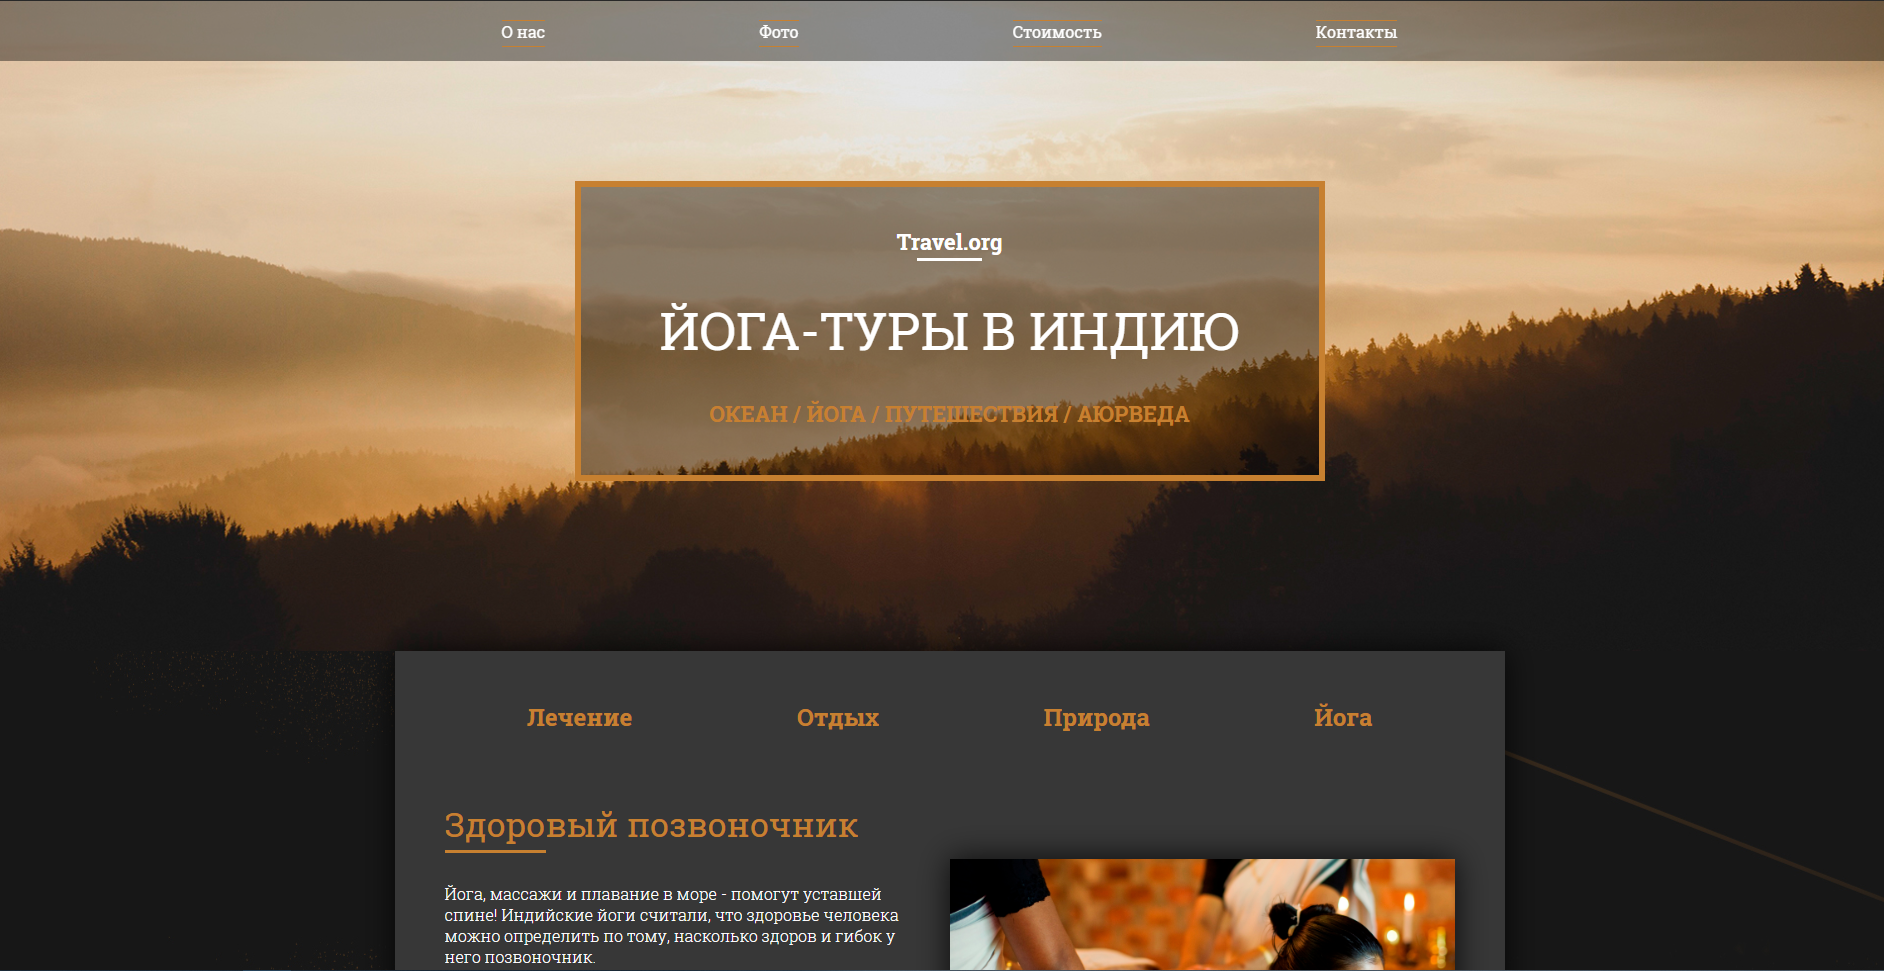 О нас Фото Стоимость Контакты
Travel.org
ЙОГА-ТУРЫ В ИНДИЮ
ОКЕАН / ЙОГА / ПУТЕШЕСТВИЯ / АЮРВЕДА
Лечение Отдых Природа Йога
Здоровый позвоночник
Йога, массажи и плавание в море - помогут уставшей
спине! Индийские йоги считали, что здоровье человека
можно определить по тому, насколько здоров и гибок у
него позвоночник.